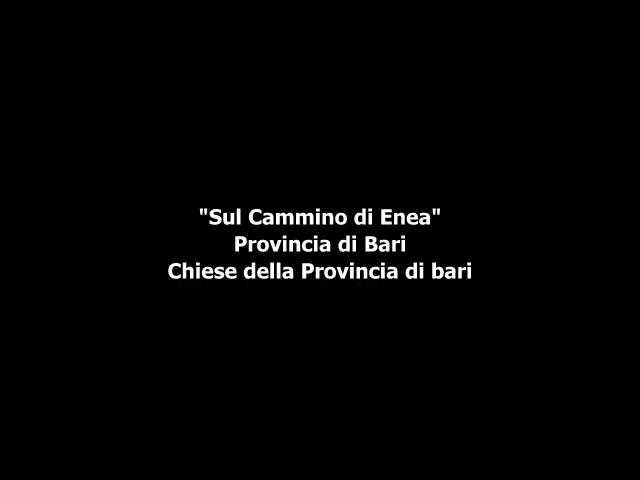 "Sul Cammino di Enea"
Provincia di Bari
Chiese della Provincia di bari